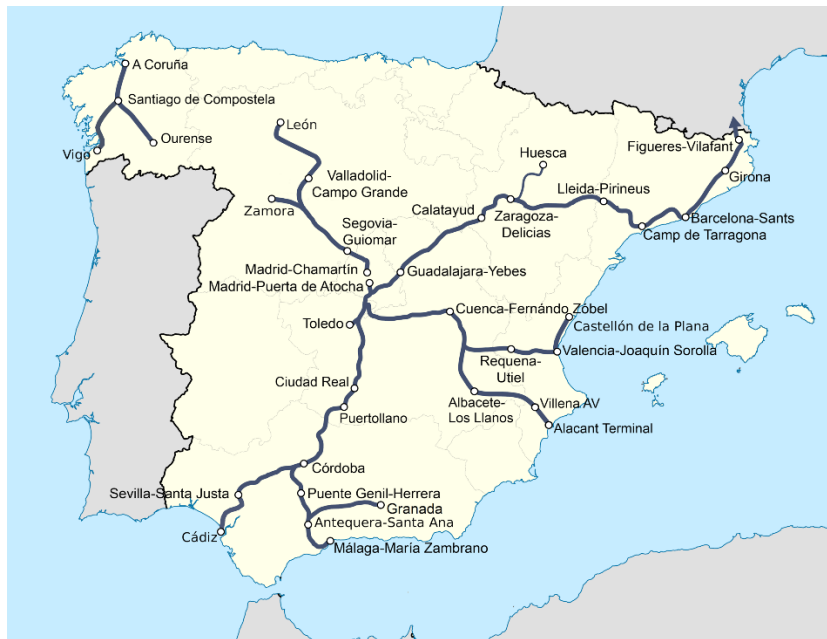 A Coruña
Santiago de Compostela
Vigo
Ourense
León
Valladolid-
Campo Grande
Zamora
Segovia-
Guiomar
Madrid-Chamartín
Madrid-Puerta de Atocha
Toledo
Huesca
Calatayud
Zaragoza-
Delicias
Guadalajara-Yebes
Lleida-Pirineus
Figueres-Vilafant
Girona
Barcelona-Sants
Camp de Tarragona
Cuenca-Fernándo Zóbel
Castellón de la Plana
Valencia-Joaquín Sorolla
Requena-
Utiel
Albacete-
Los Llanos
Villena AV
Alacant Terminal
Ciudad Real
Puertollano
Córdoba
Sevilla-Santa Justa
Cádiz
Puente Genil-Herrera
Granada
Antequera-Santa Ana
Málaga-María Zambrano